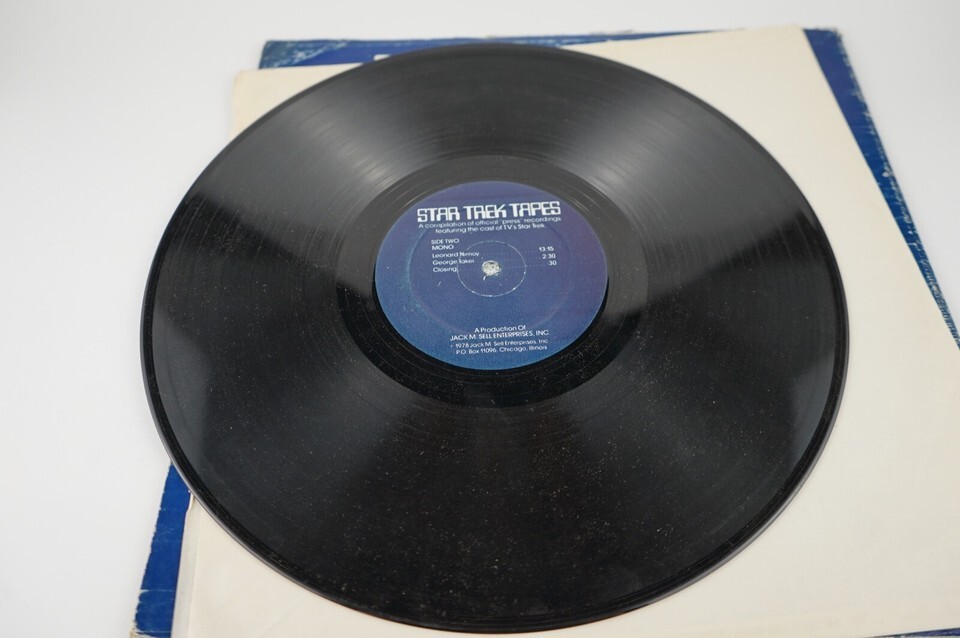 STAR TREK TAPES
A compilation of official "press" recordings
featuring the cast of TV's Star Trek
SIDE TWO
MONO
Leonard Nimoy 13:15
George Takei 2:30
Closing :30
A Production Of
JACK M. SELL ENTERPRISES, INC.
1978 Jack M. Sell Enterprises, Inc.
P.O. Box 11096, Chicago, Illinois